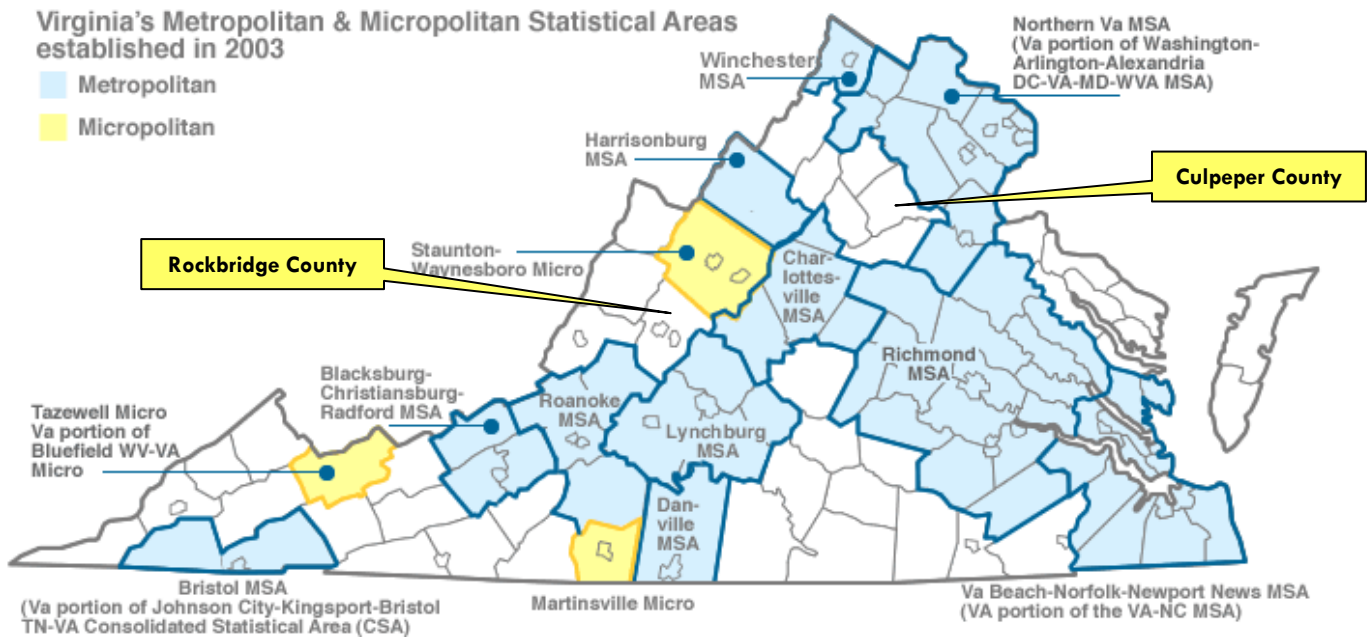 Virginia's Metropolitan & Micropolitan Statistical Areas
established in 2003
Metropolitan
Micropolitan
Northern Va MSA
(Va portion of Washington-
Arlington-Alexandria
DC-VA-MD-WVA MSA)
Winchester
MSA
Harrisonburg
MSA
Culpeper County
Rockbridge County
Staunton-
Waynesboro Micro
Char-
lottes-
ville
MSA
Richmond
MSA
Blacksburg-
Christiansburg-
Radford MSA
Roanoke
MSA
Lynchburg
MSA
Tazewell Micro
Va portion of
Bluefield WV-VA
Micro
Dan-
ville
MSA
Bristol MSA
(Va portion of Johnson City-Kingsport-Bristol
TN-VA Consolidated Statistical Area (CSA)
Martinsville Micro
Va Beach-Norfolk-Newport News MSA
(VA portion of the VA-NC MSA)